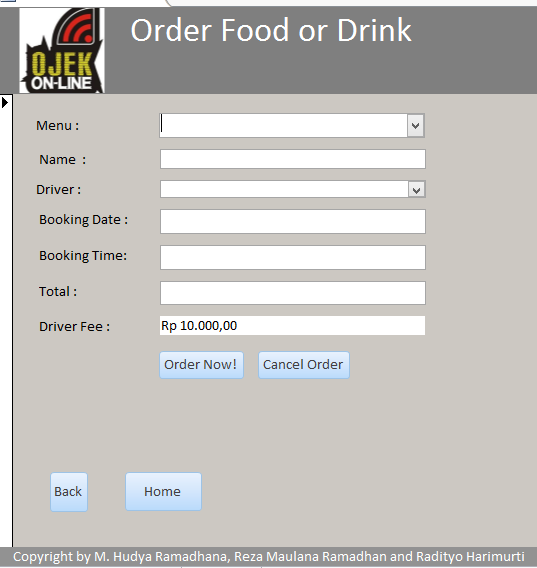 OJEK
ON-LINE
Order Food or Drink
Menu :
Name :
Driver :
Booking Date :
Booking Time:
Total :
Driver Fee : Rp 10.000,00
Order Now! Cancel Order
Back Home
Copyright by M. Hudya Ramadhana, Reza Maulana Ramadhan and Radityo Harimurti